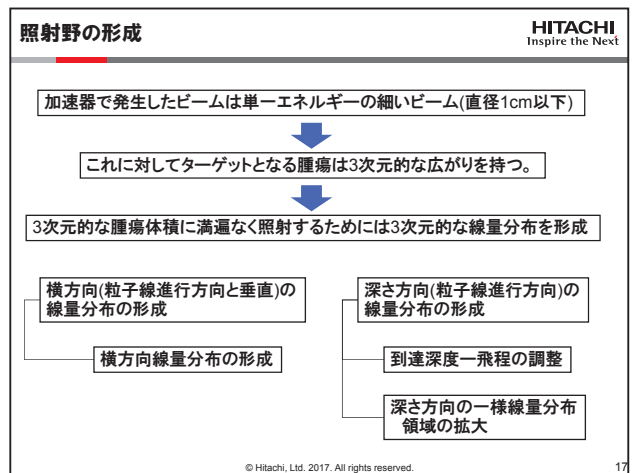 照射野の形成
HITACHI
Inspire the Next
加速器で発生したビームは単一エネルギーの細いビーム(直径1cm以下)
これに対してターゲットとなる腫瘍は3次元的な広がりを持つ。
3次元的な腫瘍体積に満遍なく照射するためには3次元的な線量分布を形成
横方向(粒子線進行方向と垂直)の
線量分布の形成
横方向線量分布の形成
深さ方向(粒子線進行方向)の
線量分布の形成
到達深度ー飛程の調整
深さ方向の一様線量分布
領域の拡大
© Hitachi, Ltd. 2017. All rights reserved.
17